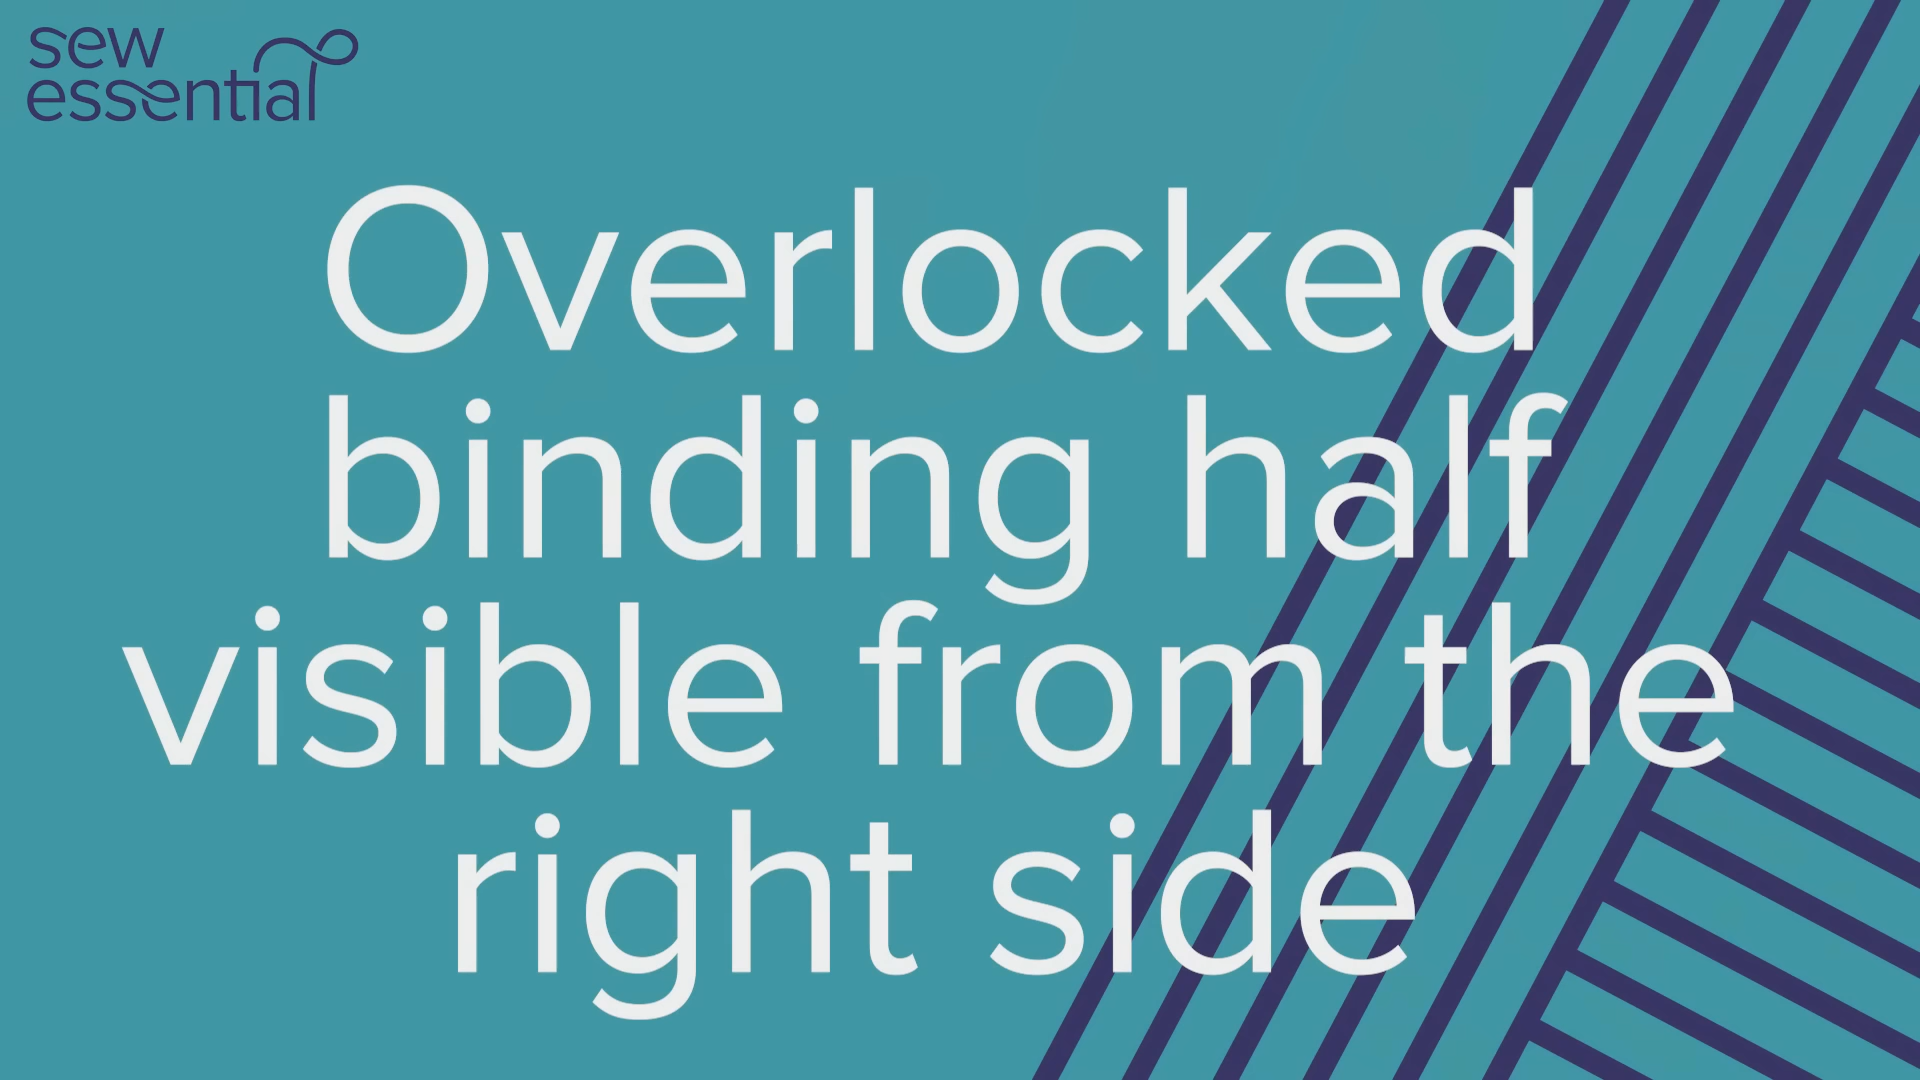 sew
essential
Overlocked
binding half
visible from the
right side